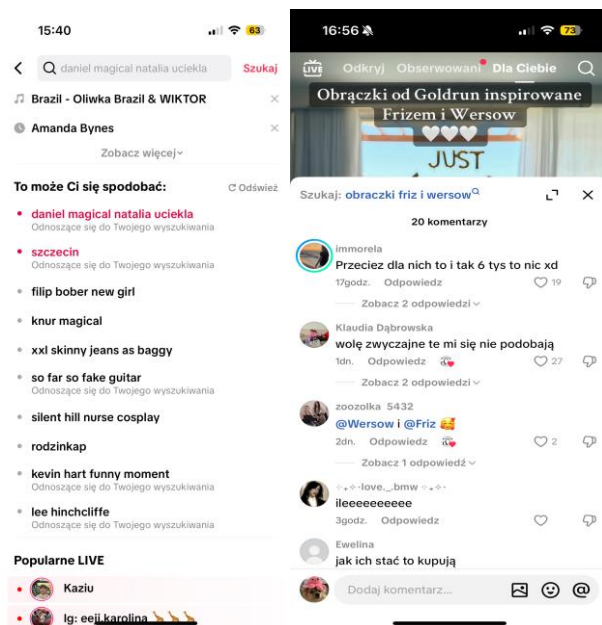 15:40
63
daniel magical natalia uciekla
Szukaj
Brazil - Oliwka Brazil & WIKTOR
Amanda Bynes
Zobacz więcej
To może Ci się spodobać:
Odśwież
daniel magical natalia uciekla
Odnoszące się do Twojego wyszukiwania
szczecin
Odnoszące się do Twojego wyszukiwania
filip bober new girl
knur magical
xxl skinny jeans as baggy
so far so fake guitar
Odnoszące się do Twojego wyszukiwania
silent hill nurse cosplay
rodzinkap
kevin hart funny moment
Odnoszące się do Twojego wyszukiwania
lee hinchcliffe
Odnoszące się do Twojego wyszukiwania
Popularne LIVE
Kaziu
Ig: eeji.karolina
16:56
73
LIVE
Odkryj
Obserwowani
Dla Ciebie
Obrączki od Goldrun inspirowane
Frizem i Wersow
JUST
Szukaj: obraczki friz i wersow
20 komentarzy
immorela
Przeciez dla nich to i tak 6 tys to nic xd
17godz. Odpowiedz
19
Zobacz 2 odpowiedzi
Klaudia Dąbrowska
wolę zwyczajne te mi się nie podobają
1dn. Odpowiedz
27
Zobacz 2 odpowiedzi
zoozolka 5432
@Wersow i @Friz
2dn. Odpowiedz
2
Zobacz 1 odpowiedź
love._.bmw
ileeeeeeeeee
3godz. Odpowiedz
Ewelina
jak ich stać to kupują
Dodaj komentarz...